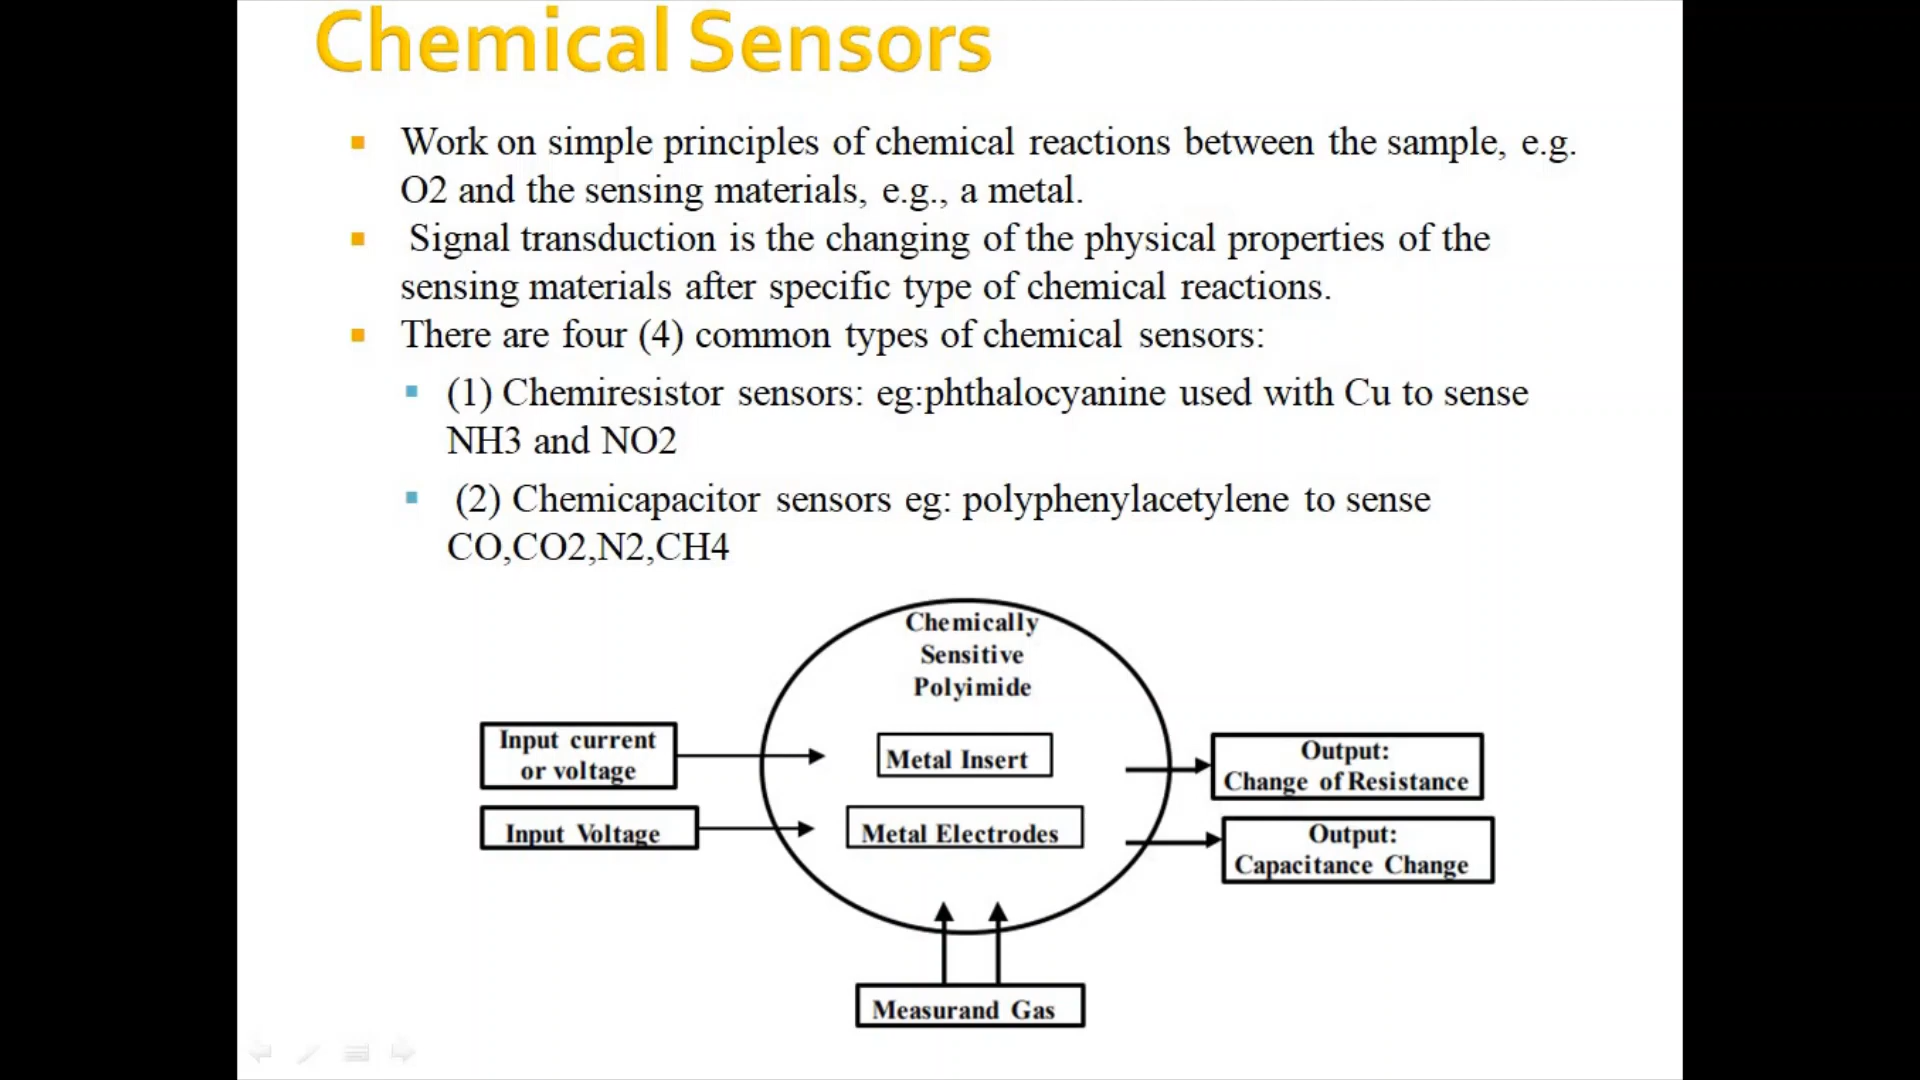 Chemical Sensors
Work on simple principles of chemical reactions between the sample, e.g.
O2 and the sensing materials, e.g., a metal.
Signal transduction is the changing of the physical properties of the
sensing materials after specific type of chemical reactions.
There are four (4) common types of chemical sensors:
(1) Chemiresistor sensors: eg:phthalocyanine used with Cu to sense
NH3 and NO2
(2) Chemicapacitor sensors eg: polyphenylacetylene to sense
CO,CO2,N2,CH4
Chemically
Sensitive
Polyimide
Input current
or voltage
Metal Insert
Output:
Change of Resistance
Input Voltage
Metal Electrodes
Output:
Capacitance Change
Measurand Gas